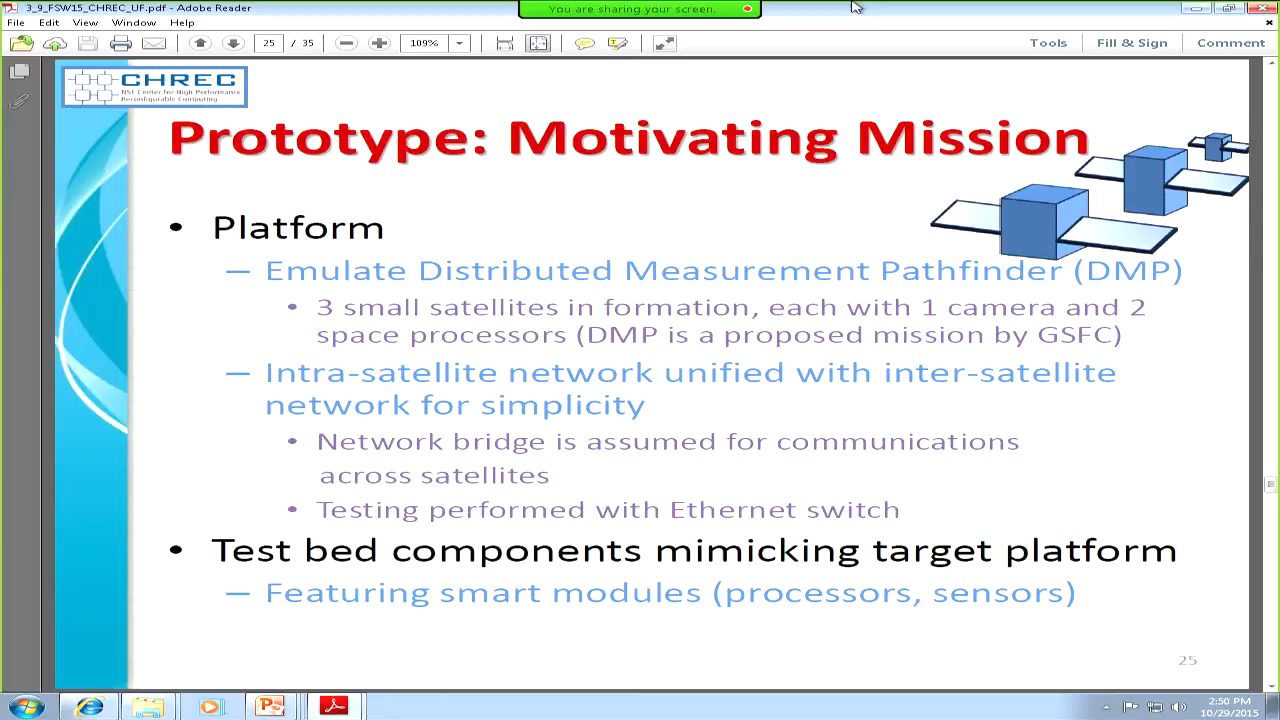 3_9_FSW15_CHREC_UF.pdf - Adobe Reader
You are sharing your screen.
File Edit View Window Help
25 / 35
109%
Tools Fill & Sign Comment
CHREC
NSF Center for High Performance
Reconfigurable Computing
Prototype: Motivating Mission
• Platform
– Emulate Distributed Measurement Pathfinder (DMP)
• 3 small satellites in formation, each with 1 camera and 2
space processors (DMP is a proposed mission by GSFC)
– Intra-satellite network unified with inter-satellite
network for simplicity
• Network bridge is assumed for communications
across satellites
• Testing performed with Ethernet switch
• Test bed components mimicking target platform
– Featuring smart modules (processors, sensors)
25
2:50 PM
10/29/2015